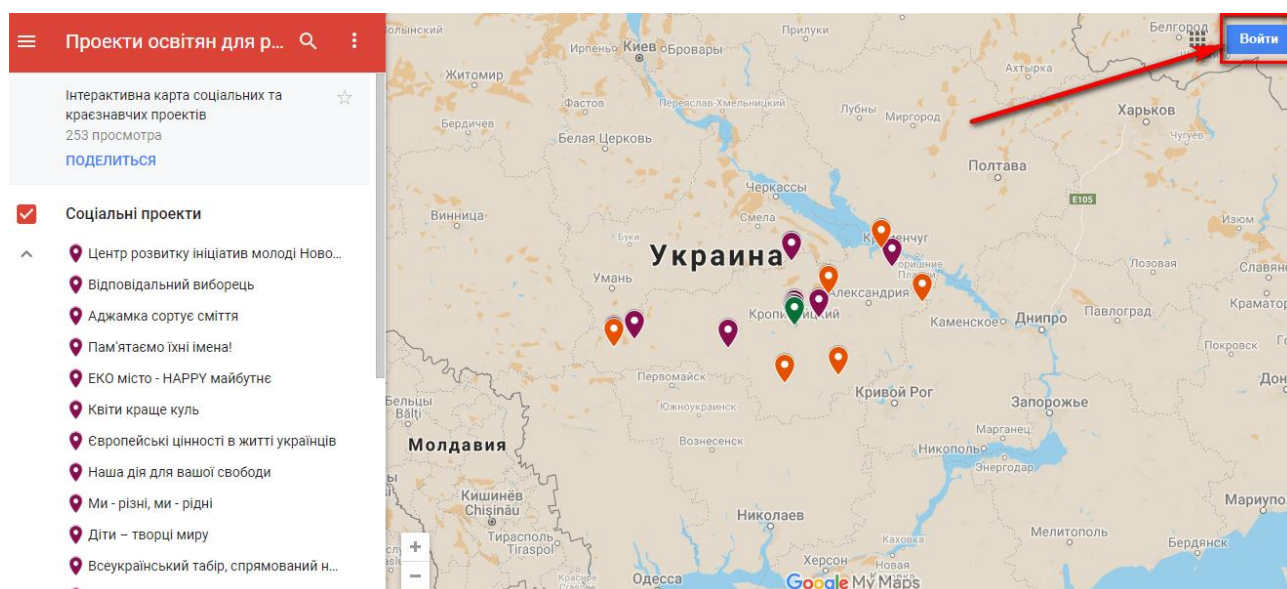 Проекти освітян для р...
Інтерактивна карта соціальних та
краєзнавчих проектів
253 просмотра
ПОДЕЛИТЬСЯ
Соціальні проекти
Центр розвитку ініціатив молоді Ново...
Відповідальний виборець
Аджамка сортує сміття
Пам'ятаємо їхні імена!
ЕКО місто - HAPPY майбутнє
Квіти краще куль
Європейські цінності в житті українців
Наша дія для вашої свободи
Ми - різні, ми - рідні
Діти – творці миру
Всеукраїнський табір, спрямований н...
Войти
Прилуки
Белгород
Ирпень
Киев
Бровары
Ахтырка
Житомир
Фастов
Переяслав-Хмельницкий
Лубны
Миргород
Харьков
Бердичев
Чугуев
Белая Церковь
Полтава
Черкассы
E105
Винница
Смела
Изюм
Буки
Украина
Умань
Лозовая
Александрия
Каменское
Днипро
Павлоград
Покровск
Первомайск
Кривой Рог
Бельцы
Bălți
Южноукраинск
Запорожье
Молдавия
Вознесенск
Марганец
Никополь
Энергодар
Кишинёв
Chișinău
Николаев
Тирасполь
Tiraspol
Мелитополь
Бердянск
Каховка
Херсон
Новая
Каховка
Одесса
Google My Maps